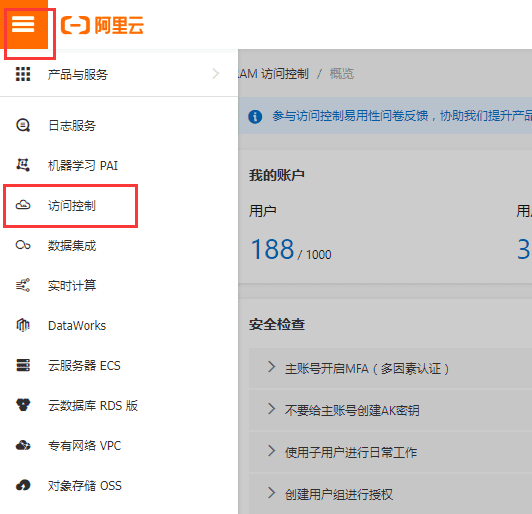 阿里云
产品与服务
AM 访问控制 / 概览
日志服务
参与访问控制易用性问卷反馈，协助我们提升产品
机器学习 PAI
我的账户
访问控制
用户
用
数据集成
188 / 1000
3
实时计算
DataWorks
安全检查
云服务器 ECS
主账号开启MFA（多因素认证）
云数据库 RDS 版
不要给主账号创建AK密钥
专有网络 VPC
使用子用户进行日常工作
对象存储 OSS
创建用户组进行授权